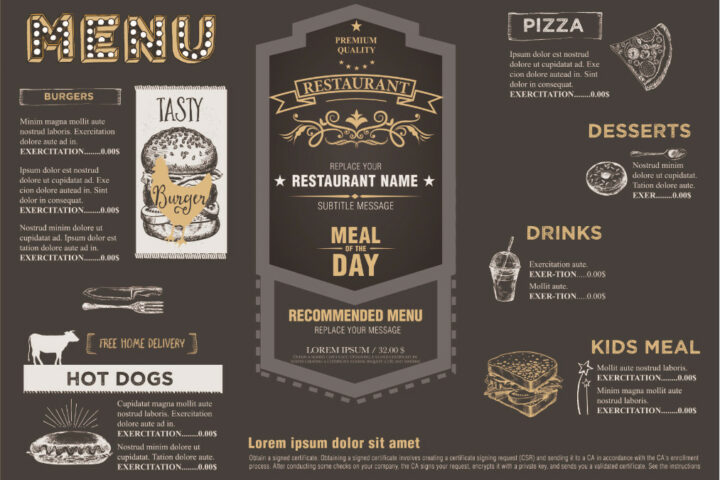 MENU
BURGERS
Minim magna mollit aute
nostrud laboris. Exercitation
dolore aute ad in.
EXERCITATION........0.00$
Ipsum dolor est nostrud
dolore ut cupidatat ad. Exe
cion dolore autead in. Sint
dolor in consequat.
EXERCITATION........0.00$
Nostrud minim dolore ut
cupidatat ad. Ipsum dolor est
tation dolore aute in.
EXERCITATION........0.00$
TASTY
Burger
FREE HOME DELIVERY
HOT DOGS
Cupidatat magna mollit aute
nostrud laboris. Exercitation
dolore aute ad in.
EXERCITATION........0.00$
Nostrud minim dolor ut
cupidatat. Tation dolore aute.
EXERCITATION........0.00$
PREMIUM
QUALITY
RESTAURANT
REPLACE YOUR
RESTAURANT NAME
SUBTITLE MESSAGE
MEAL
OF THE
DAY
RECOMMENDED MENU
REPLACE YOUR MESSAGE
LOREM IPSUM / 32.00 $
PIZZA
Ipsum dolor est nostrud
dolore ut cupidatat ad. Exe
cion dolore autead in. Sint
dolor in consequat.
EXERCITATION........0.00$
DESSERTS
Nostrud minim
dolore ut cupidatat.
Tation dolore aute.
EXER........0.00$
DRINKS
Exercitation aute.
EXER-TION.....0.00$
Mollit aute.
EXER-TION.....0.00$
KIDS MEAL
Mollit aute nostrud laboris.
EXERCITATION........0.00$
Minim magna mollit aute
nostrud laboris.
EXERCITATION........0.00$
Lorem ipsum dolor sit amet
Obtain a signed certificate. Obtaining a signed certificate involves creating a certificate signing request (CSR) and sending it to a CA in accordance with the CA's enrollment
process. After conducting some checks on your company, the CA signs your request, encrypts it with a private key, and sends you a validated certificate. See the instructions